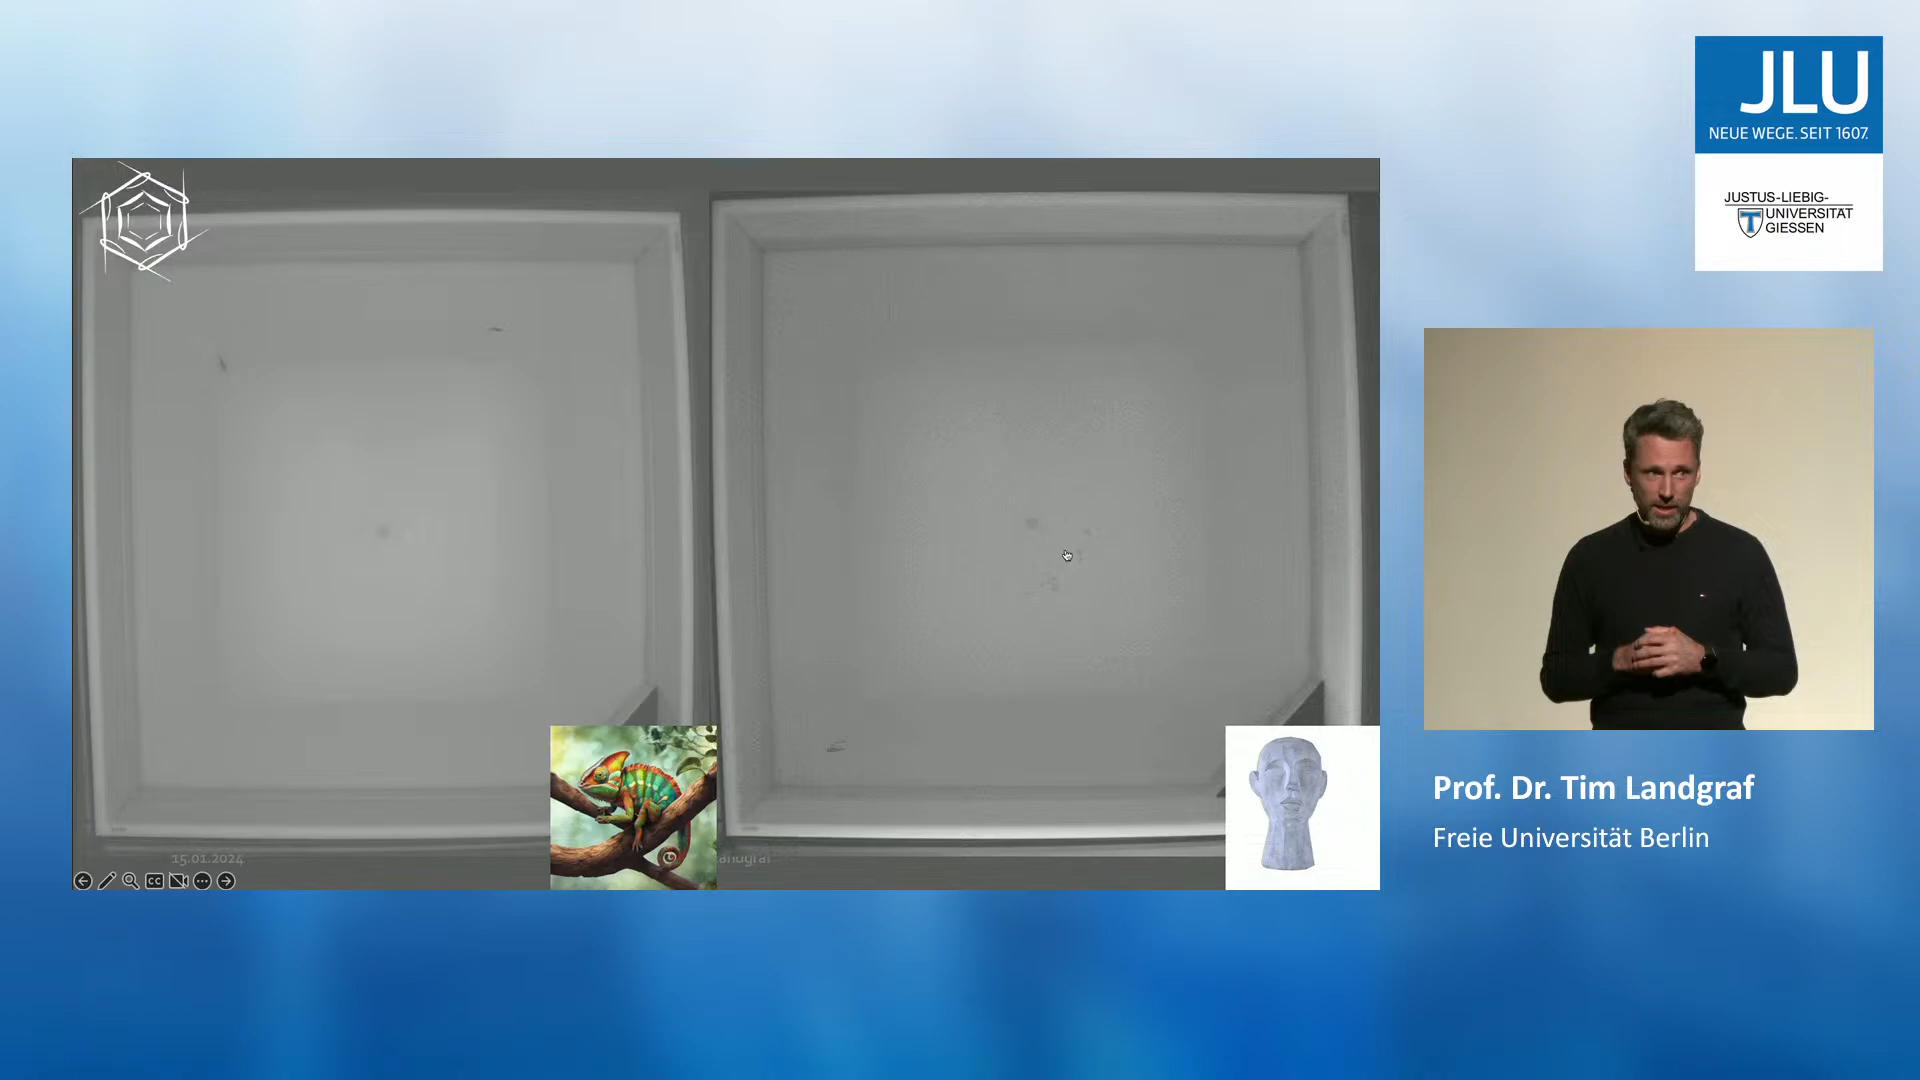 JLU
NEUE WEGE. SEIT 1607.
JUSTUS-LIEBIG-
UNIVERSITÄT
GIESSEN
15.01.2024
CC
Prof. Dr. Tim Landgraf
Freie Universität Berlin